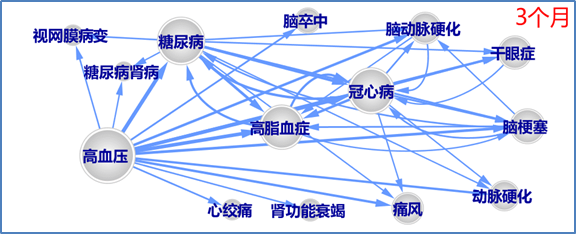 3个月
脑卒中
脑动脉硬化
视网膜病变
糖尿病
干眼症
糖尿病肾病
冠心病
高脂血症
脑梗塞
高血压
动脉硬化
心绞痛
肾功能衰竭
痛风